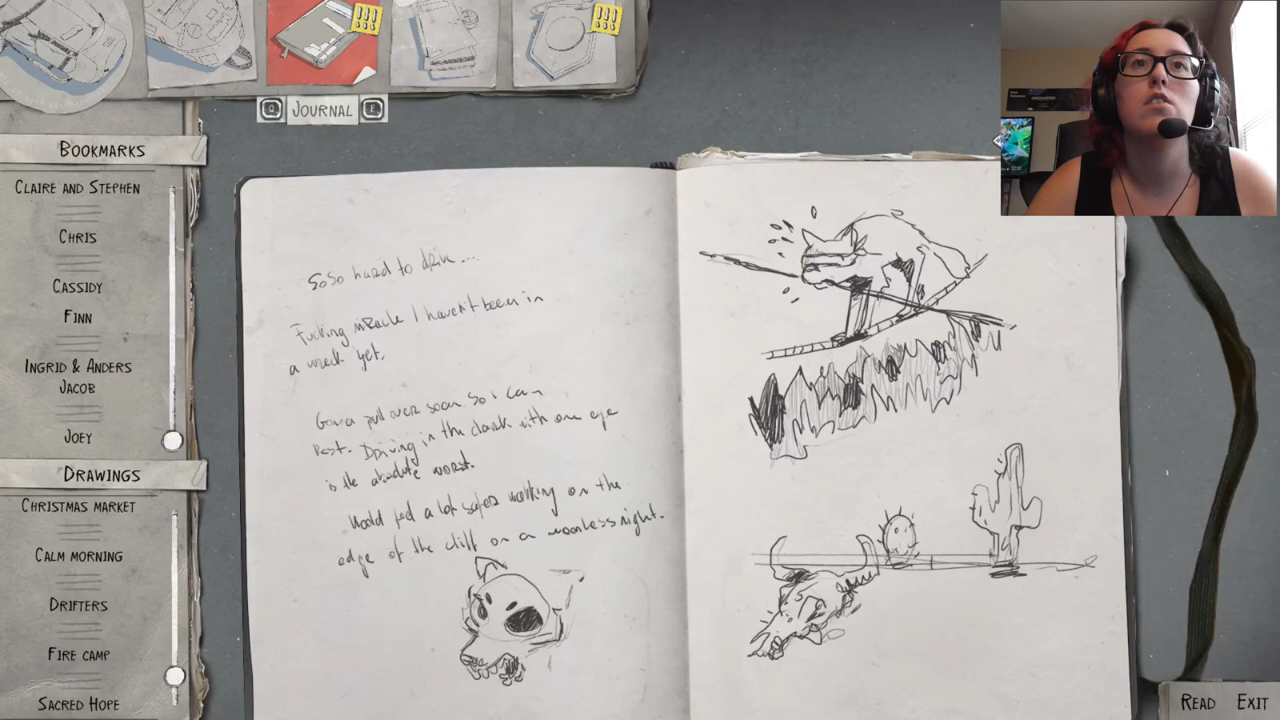 Q JOURNAL E
BOOKMARKS
CLAIRE AND STEPHEN
CHRIS
CASSIDY
FINN
INGRID & ANDERS
JACOB
JOEY
DRAWINGS
CHRISTMAS MARKET
CALM MORNING
DRIFTERS
FIRE CAMP
SACRED HOPE
SoSo hard to driv...
Fucking miracle I haven't been in
a wreck yet.
Gonna pull over soon so I can
rest. Driving in the dark with one eye
is the absolute worst.
Would feel a lot safer walking on the
edge of the cliff on a moonless night.
READ EXIT